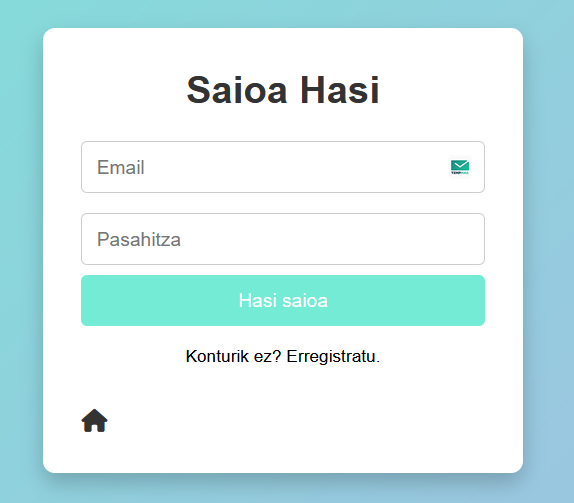 Saioa Hasi
Email
Pasahitza
Hasi saioa
Konturik ez? Erregistratu.